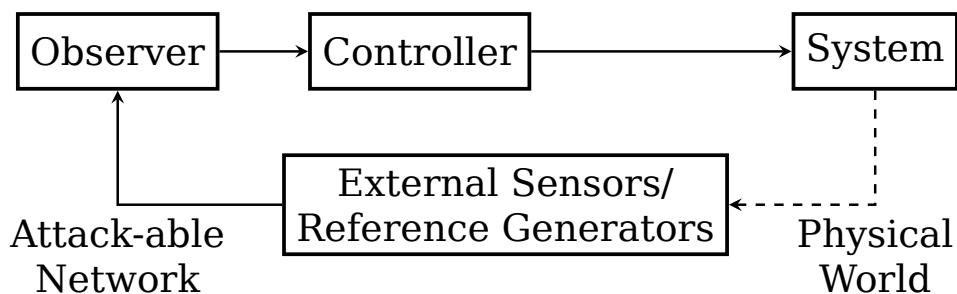 Observer
Controller
System
External Sensors/
Reference Generators
Attack-able
Network
Physical
World